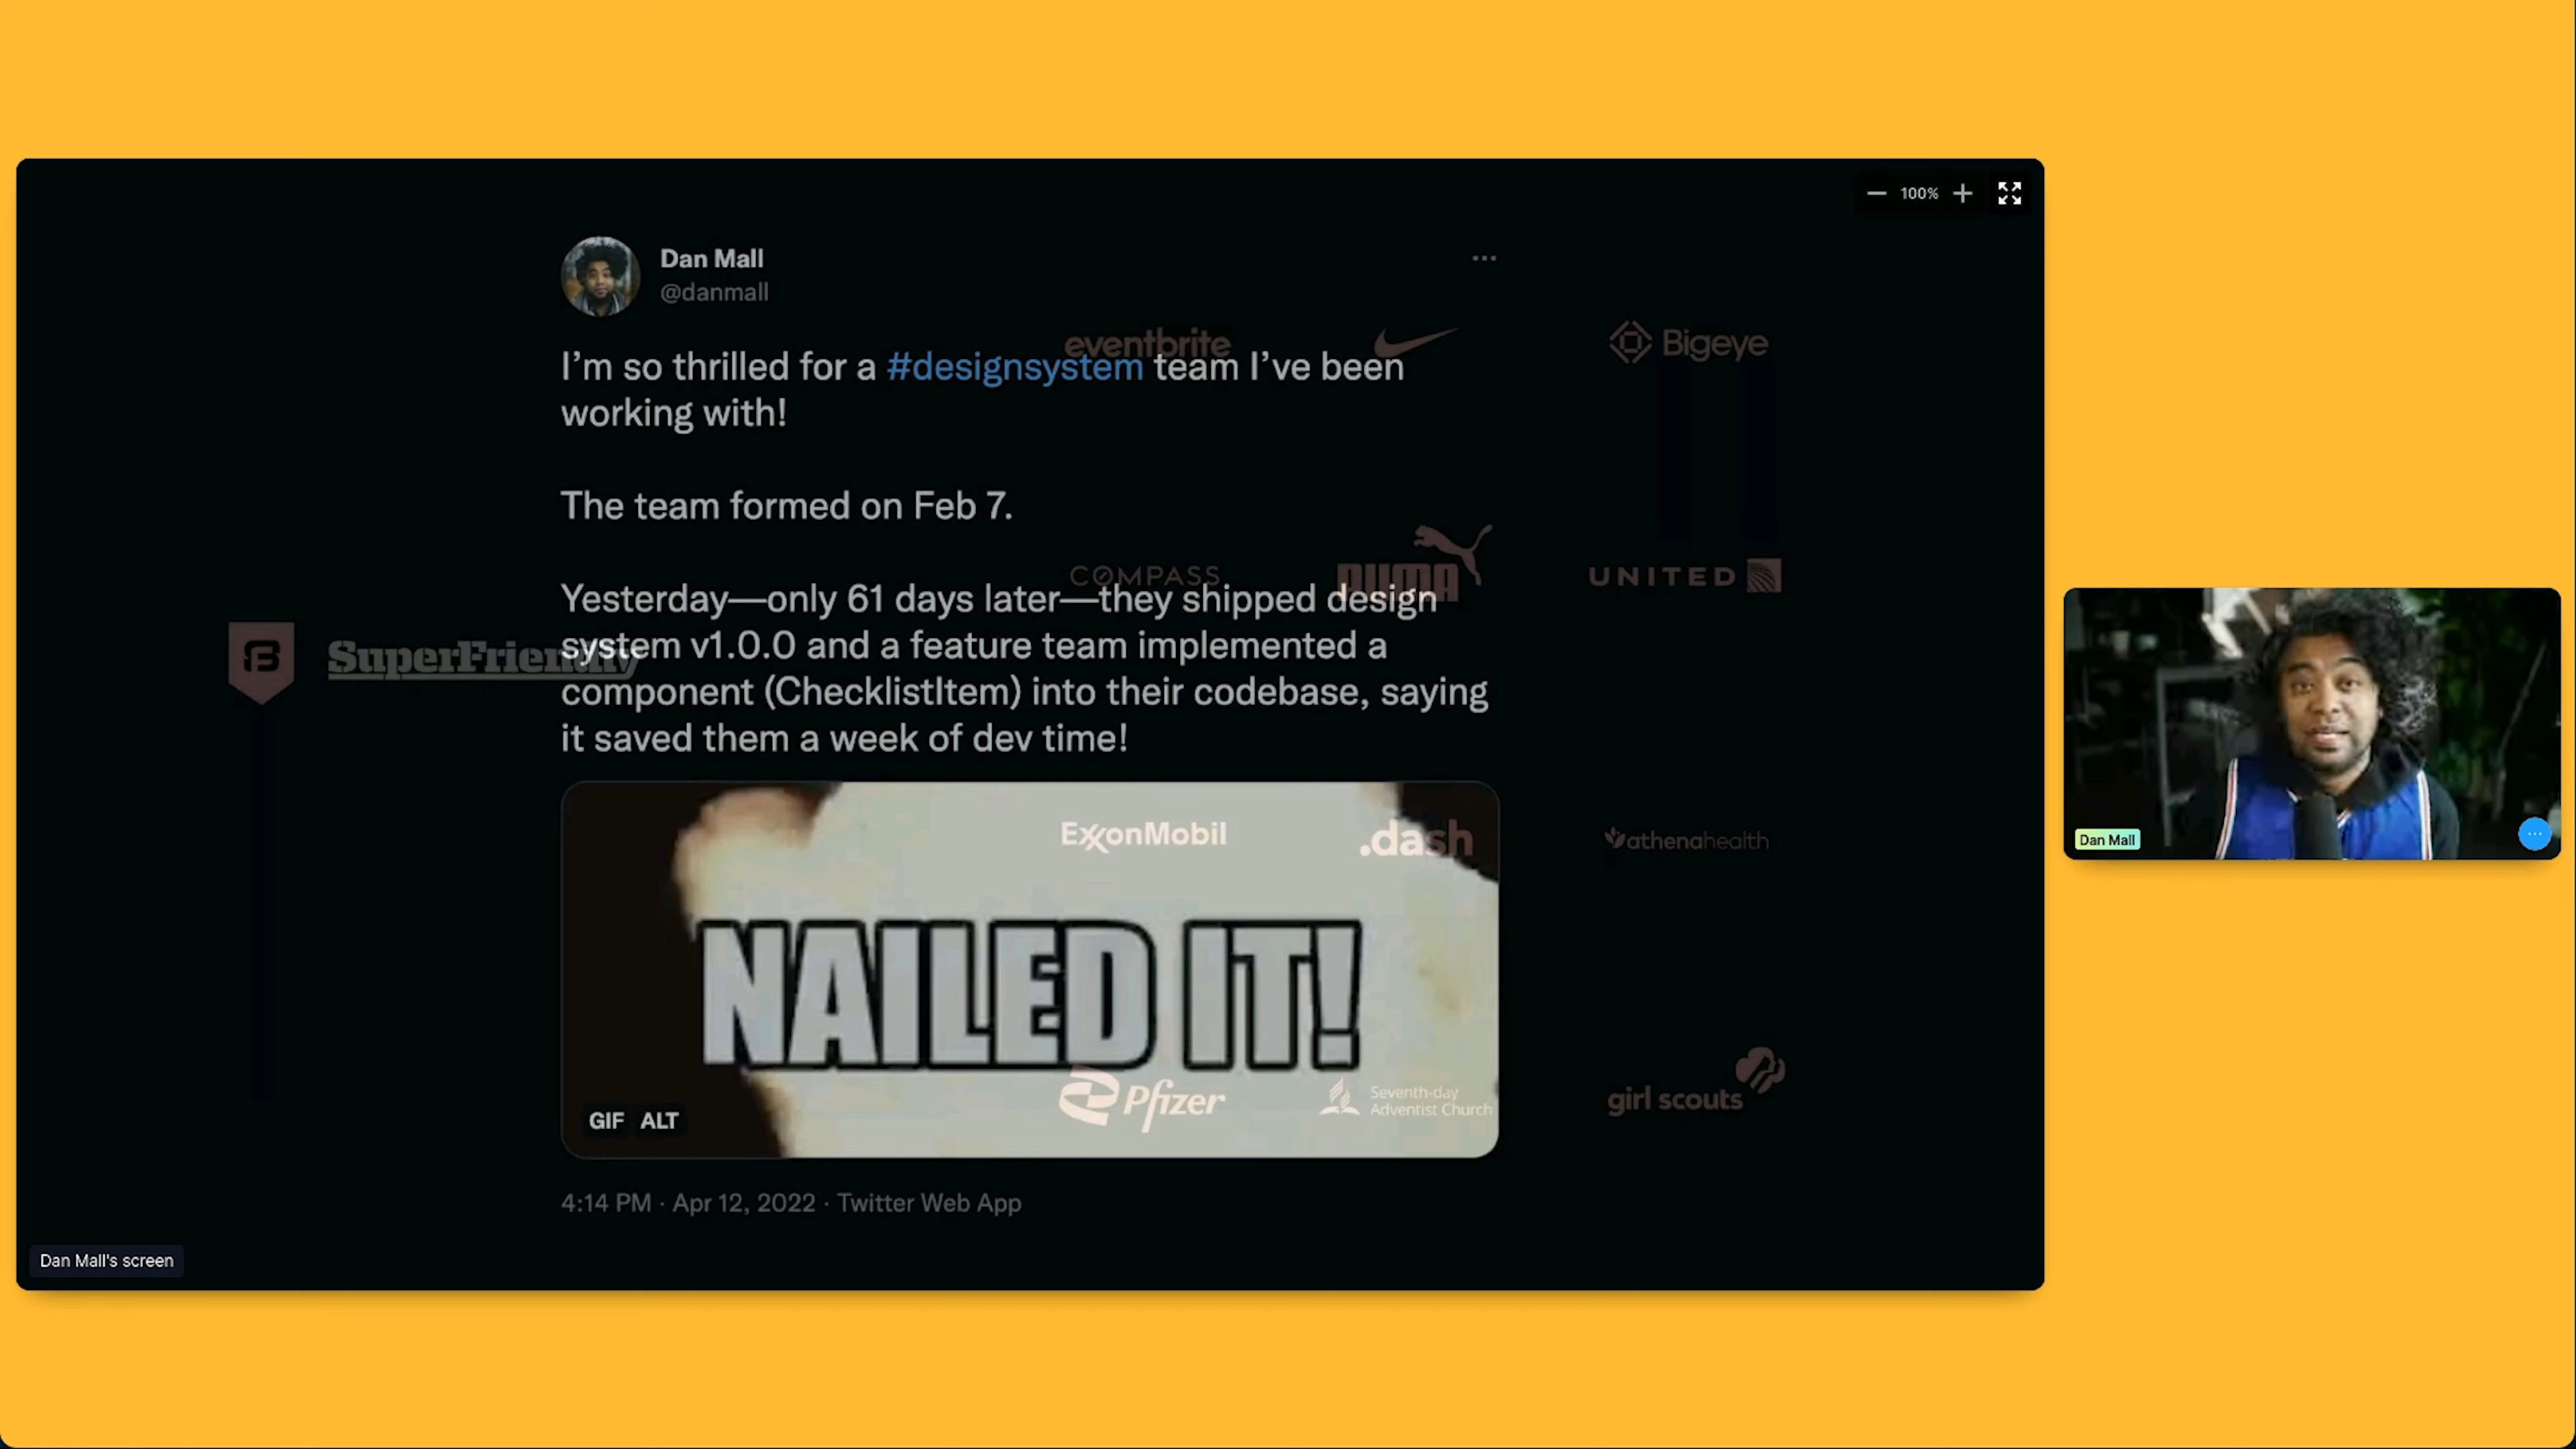 100%
Dan Mall
@danmall
eventbrite
Bigeye
I’m so thrilled for a #designsystem team I’ve been
working with!
The team formed on Feb 7.
COMPASS
PUMA
UNITED
Yesterday—only 61 days later—they shipped design
system v1.0.0 and a feature team implemented a
component (ChecklistItem) into their codebase, saying
it saved them a week of dev time!
SuperFriendly
ExxonMobil
.dash
athenahealth
NAILED IT!
Pfizer
Seventh-day
Adventist Church
girl scouts
GIF ALT
4:14 PM · Apr 12, 2022 · Twitter Web App
Dan Mall's screen
Dan Mall